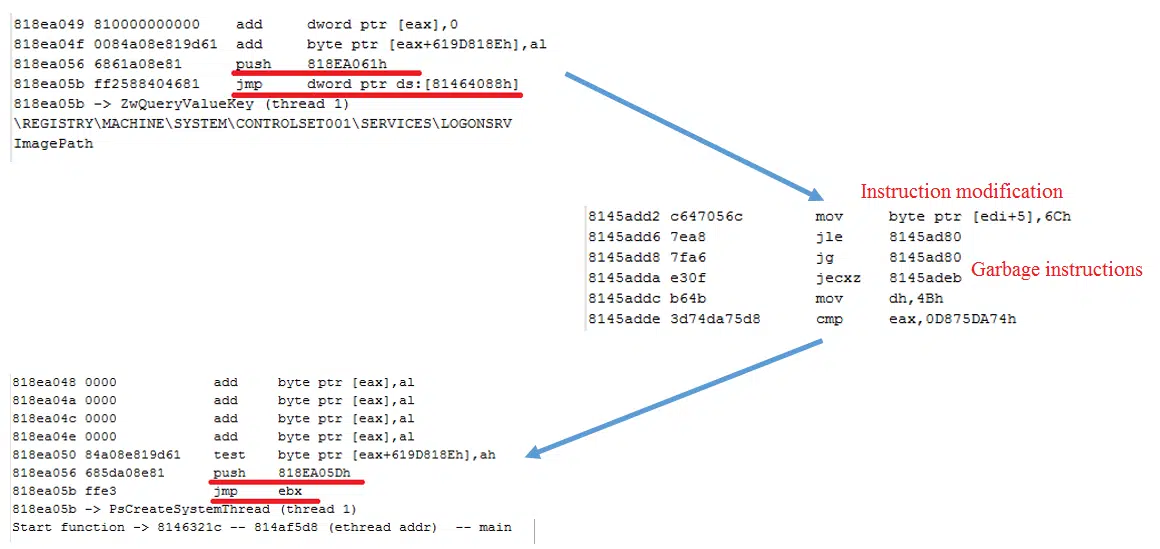 818ea049 810000000000 add dword ptr [eax],0
818ea04f 0084a08e819d61 add byte ptr [eax+619D818Eh],al
818ea056 6861a08e81 push 818EA061h
818ea05b ff2588404681 jmp dword ptr ds:[81464088h]
818ea05b -> ZwQueryValueKey (thread 1)
\REGISTRY\MACHINE\SYSTEM\CONTROLSET001\SERVICES\LOGONSRV
ImagePath
Instruction modification
8145add2 c647056c mov byte ptr [edi+5],6Ch
8145add6 7ea8 jle 8145ad80
8145add8 7fa6 jg 8145ad80
8145adda e30f jecxz 8145adeb
Garbage instructions
8145addc b64b mov dh,4Bh
8145adde 3d74da75d8 cmp eax,0D875DA74h
818ea048 0000 add byte ptr [eax],al
818ea04a 0000 add byte ptr [eax],al
818ea04c 0000 add byte ptr [eax],al
818ea04e 0000 add byte ptr [eax],al
818ea050 84a08e819d61 test byte ptr [eax+619D818Eh],ah
818ea056 685da08e81 push 818EA05Dh
818ea05b ffe3 jmp ebx
818ea05b -> PsCreateSystemThread (thread 1)
Start function -> 8146321c -- 814af5d8 (ethread addr) -- main